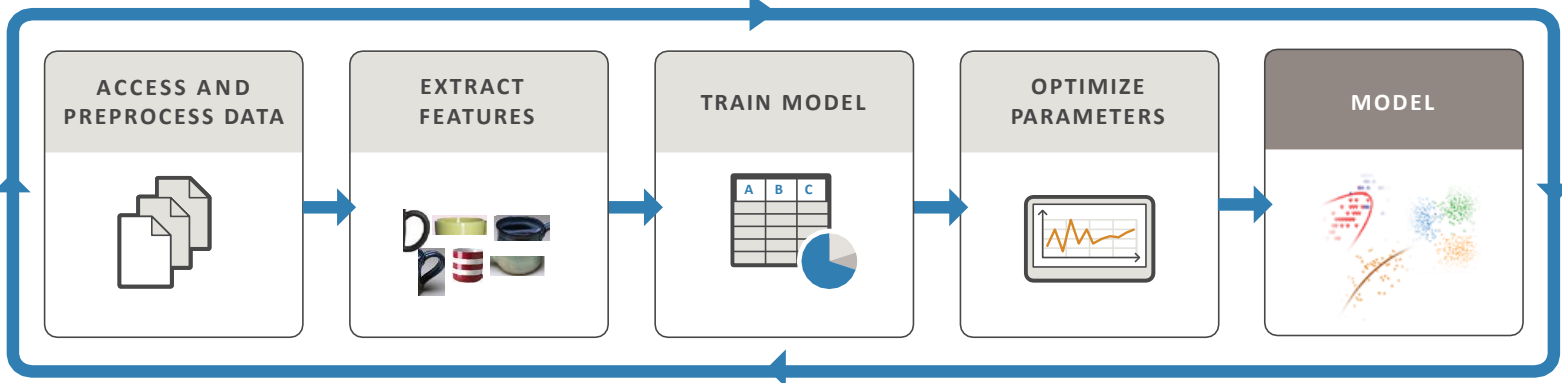 ACCESS AND
PREPROCESS DATA
EXTRACT
FEATURES
TRAIN MODEL
A B C
OPTIMIZE
PARAMETERS
MODEL